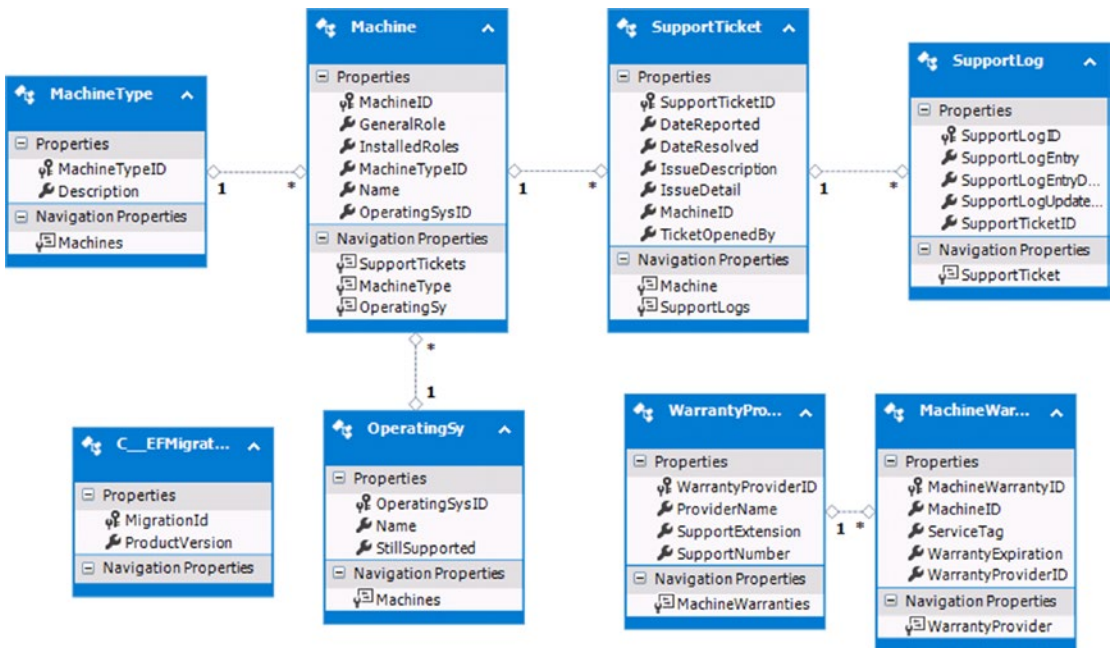 MachineType
Properties
MachineTypeID
Description
Navigation Properties
Machines
1
*
Machine
Properties
MachineID
GeneralRole
InstalledRoles
MachineTypeID
Name
OperatingSysID
Navigation Properties
SupportTickets
MachineType
OperatingSy
1
*
SupportTicket
Properties
SupportTicketID
DateReported
DateResolved
IssueDescription
IssueDetail
MachineID
TicketOpenedBy
Navigation Properties
Machine
SupportLogs
1
*
SupportLog
Properties
SupportLogID
SupportLogEntry
SupportLogEntryD...
SupportLogUpdate...
SupportTicketID
Navigation Properties
SupportTicket
*
1
C__EFMigrat...
Properties
MigrationId
ProductVersion
Navigation Properties
OperatingSy
Properties
OperatingSysID
Name
StillSupported
Navigation Properties
Machines
WarrantyPro...
Properties
WarrantyProviderID
ProviderName
SupportExtension
SupportNumber
Navigation Properties
MachineWarranties
1 *
MachineWar...
Properties
MachineWarrantyID
MachineID
ServiceTag
WarrantyExpiration
WarrantyProviderID
Navigation Properties
WarrantyProvider